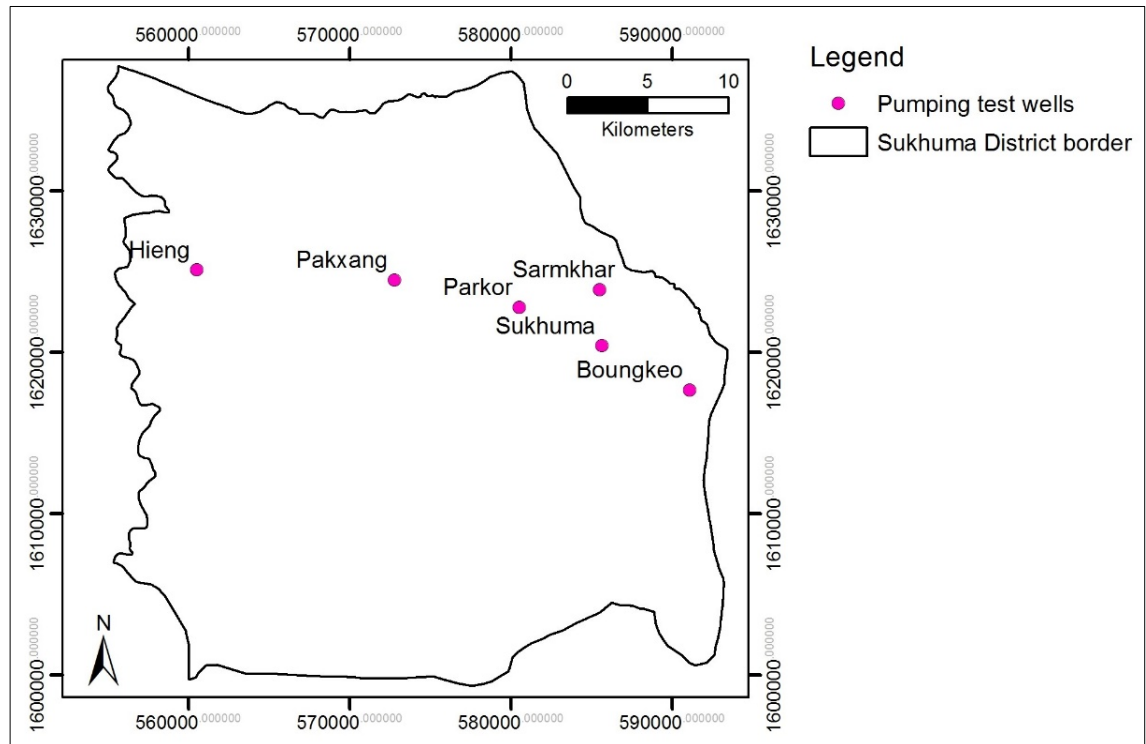 560000.000000 570000.000000 580000.000000 590000.000000
0 5 10
Kilometers
Legend
Pumping test wells
Sukhuma District border
1630000.000000
1630000.000000
Hieng
Pakxang
Sarmkhar
Parkor
Sukhuma
1620000.000000
1620000.000000
Boungkeo
1610000.000000
1610000.000000
N
1600000.000000
1600000.000000
560000.000000 570000.000000 580000.000000 590000.000000